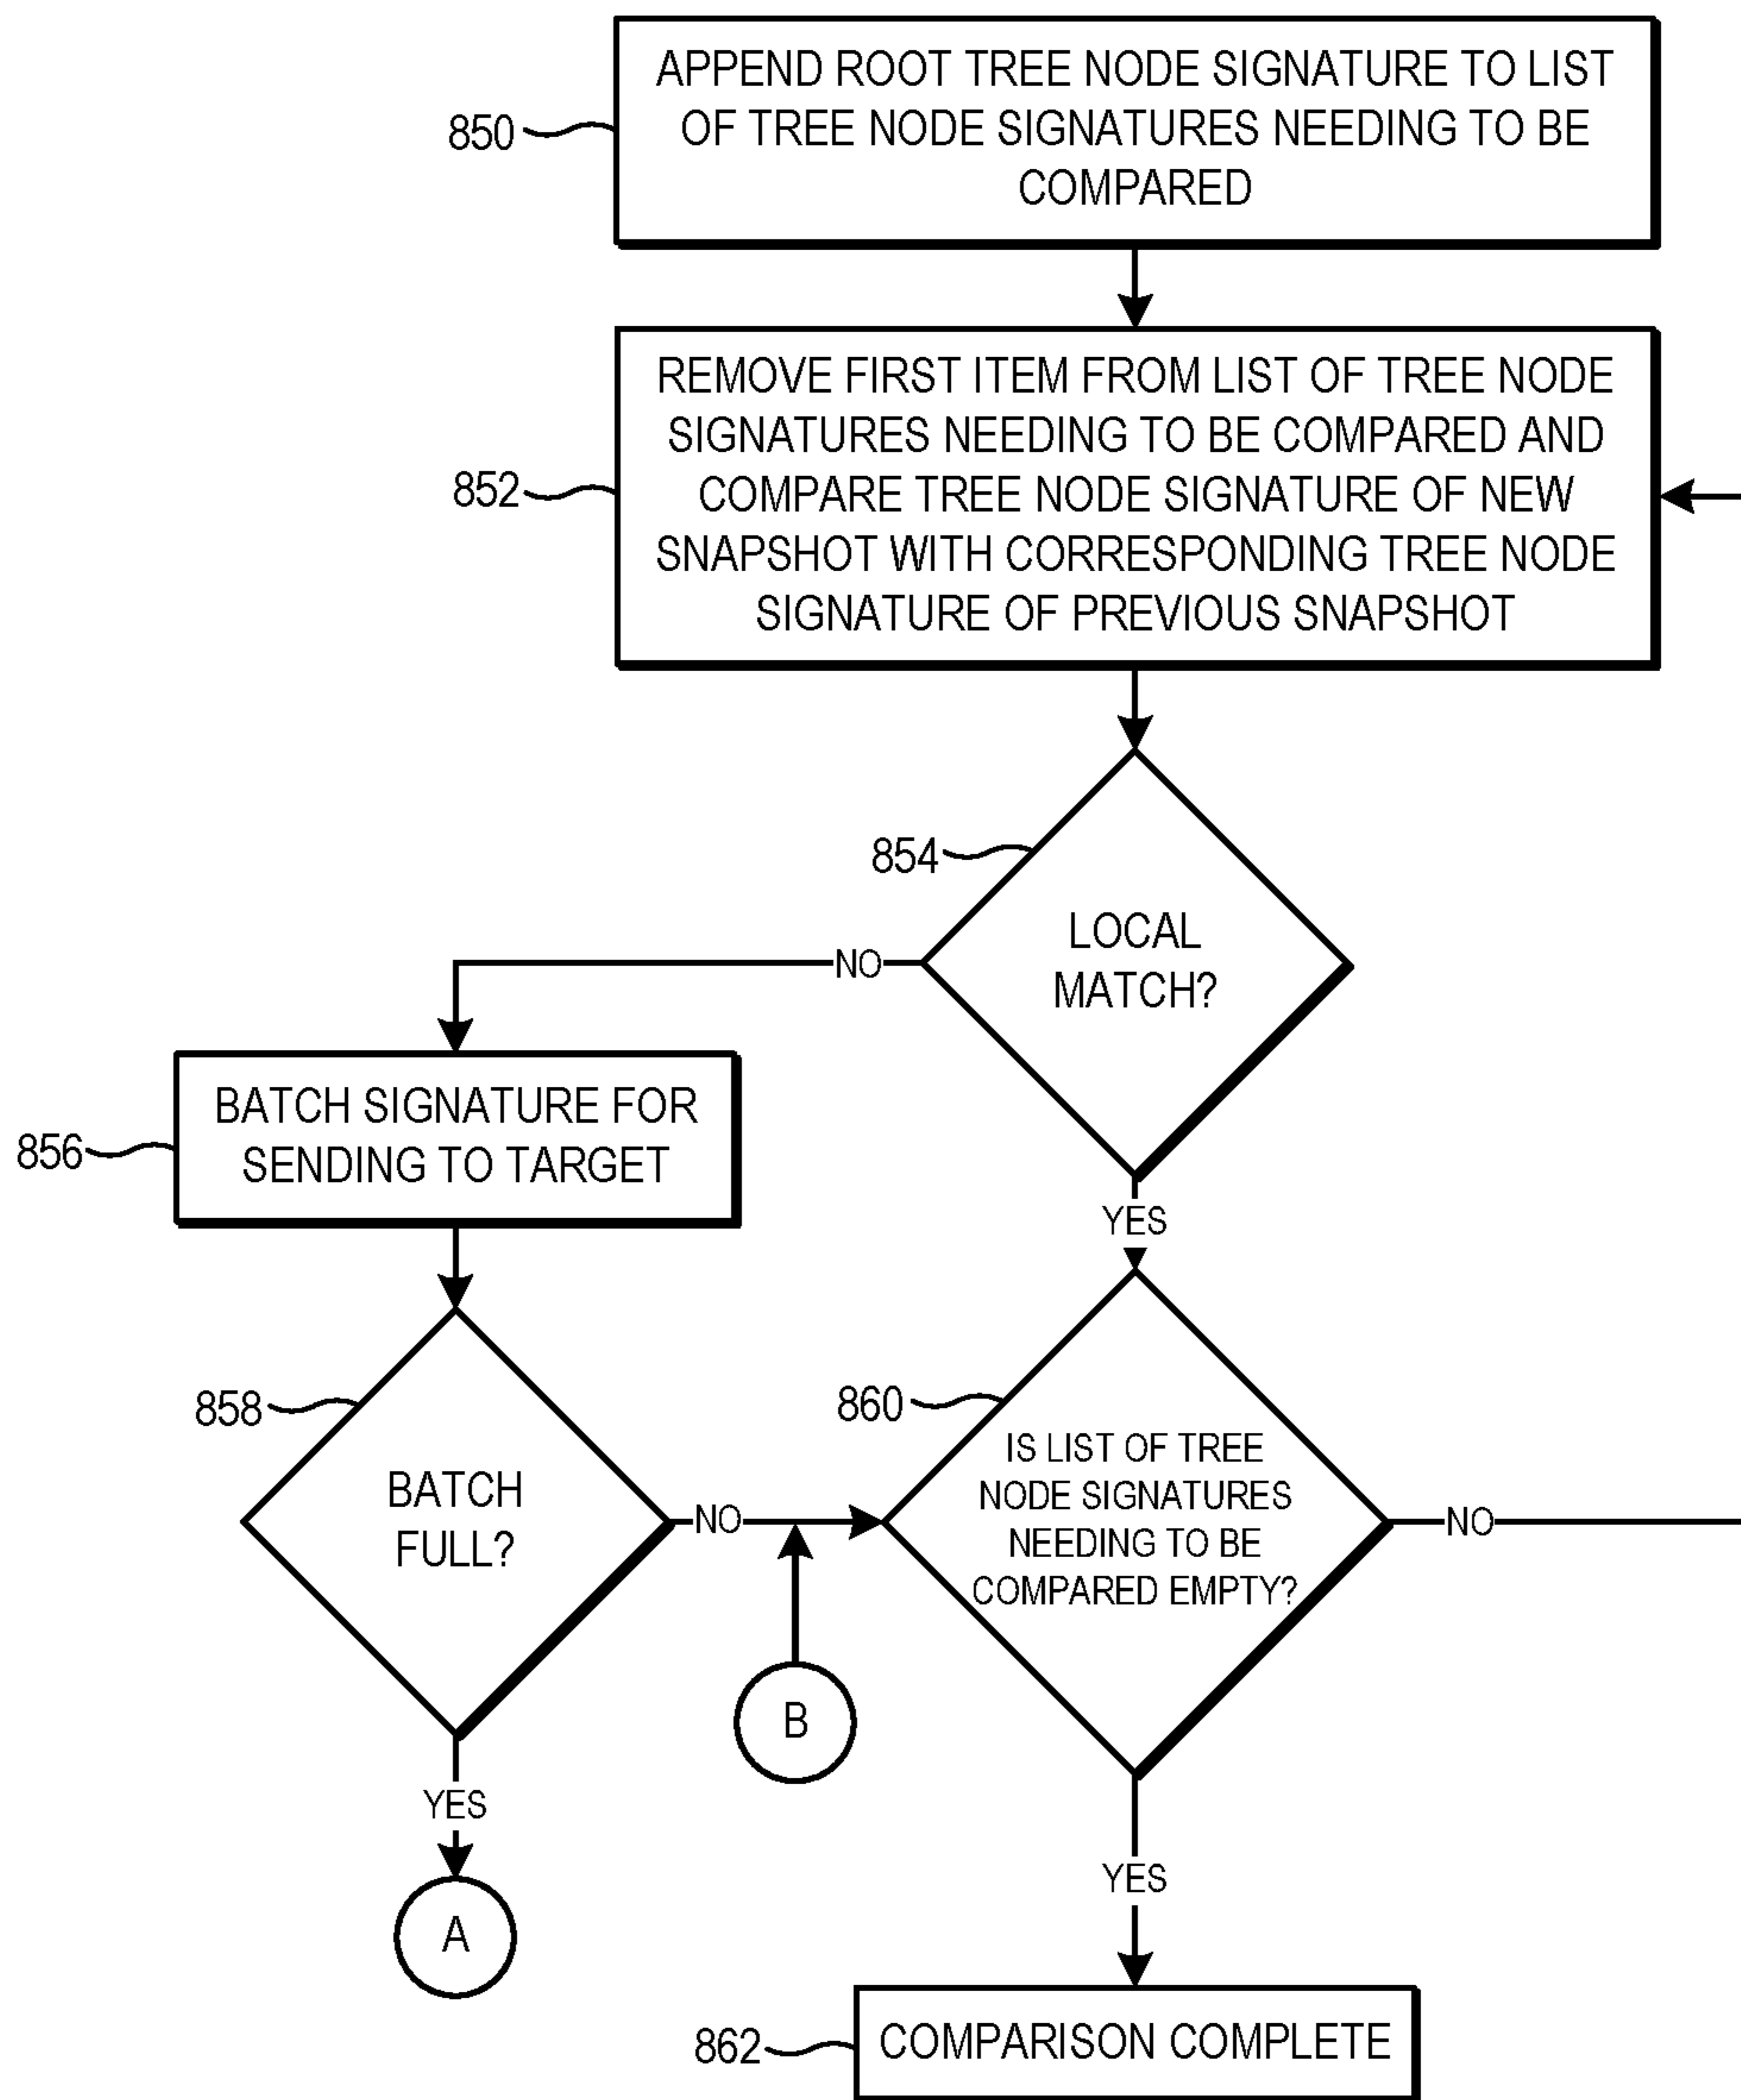 APPEND ROOT TREE NODE SIGNATURE TO LIST
OF TREE NODE SIGNATURES NEEDING TO BE
COMPARED
850
REMOVE FIRST ITEM FROM LIST OF TREE NODE
SIGNATURES NEEDING TO BE COMPARED AND
COMPARE TREE NODE SIGNATURE OF NEW
SNAPSHOT WITH CORRESPONDING TREE NODE
SIGNATURE OF PREVIOUS SNAPSHOT
852
854
LOCAL
MATCH?
NO
YES
BATCH SIGNATURE FOR
SENDING TO TARGET
856
858
BATCH
FULL?
NO
YES
A
B
860
IS LIST OF TREE
NODE SIGNATURES
NEEDING TO BE
COMPARED EMPTY?
NO
YES
862
COMPARISON COMPLETE